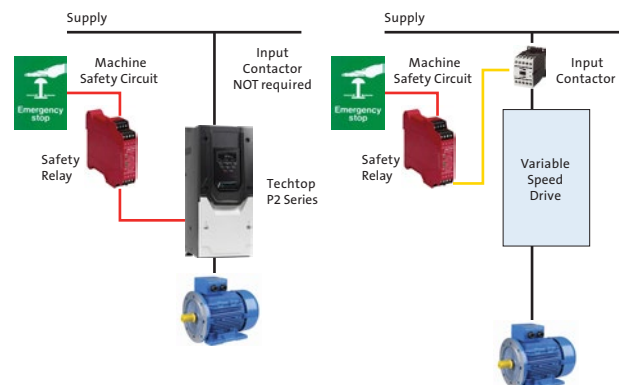 Supply
Machine
Safety Circuit
Input
Contactor
NOT required
Emergency
stop
Safety
Relay
Techtop
P2 Series
Supply
Machine
Safety Circuit
Input
Contactor
Emergency
stop
Safety
Relay
Variable
Speed
Drive